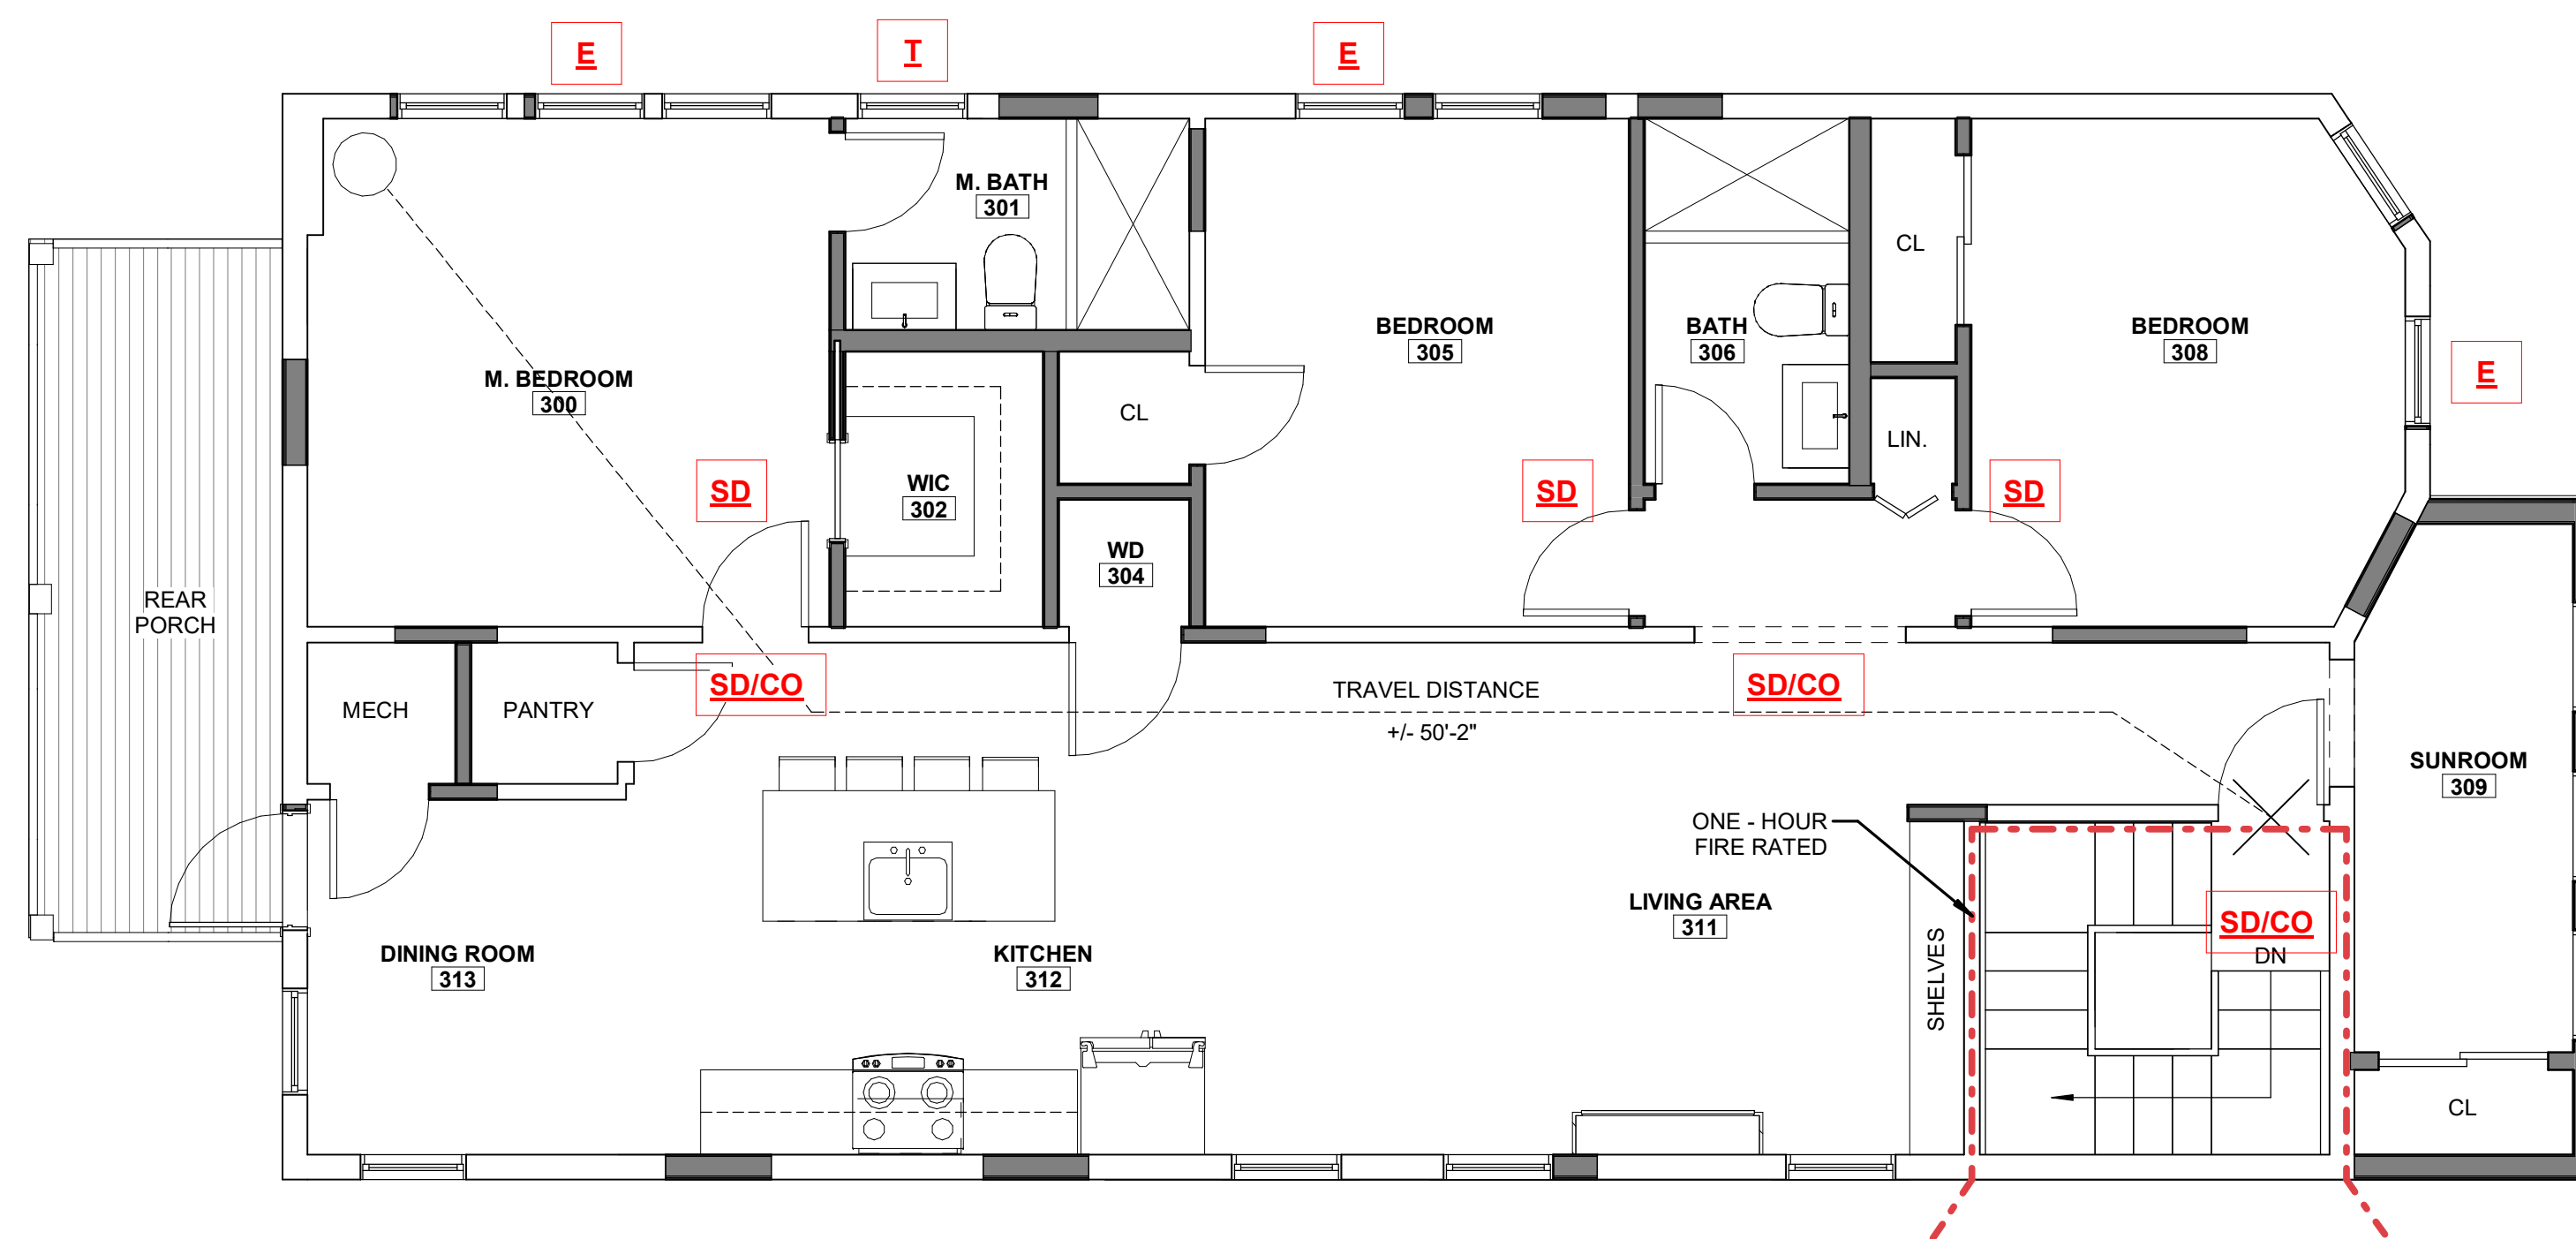 E
T
E
M. BATH
301
CL
BEDROOM
305
BATH
306
BEDROOM
308
E
M. BEDROOM
300
CL
LIN.
SD
WIC
302
SD
SD
WD
304
REAR
PORCH
MECH
PANTRY
SD/CO
TRAVEL DISTANCE
+/- 50'-2"
SD/CO
SUNROOM
309
ONE - HOUR
FIRE RATED
LIVING AREA
311
SHELVES
SD/CO
DN
DINING ROOM
313
KITCHEN
312
CL